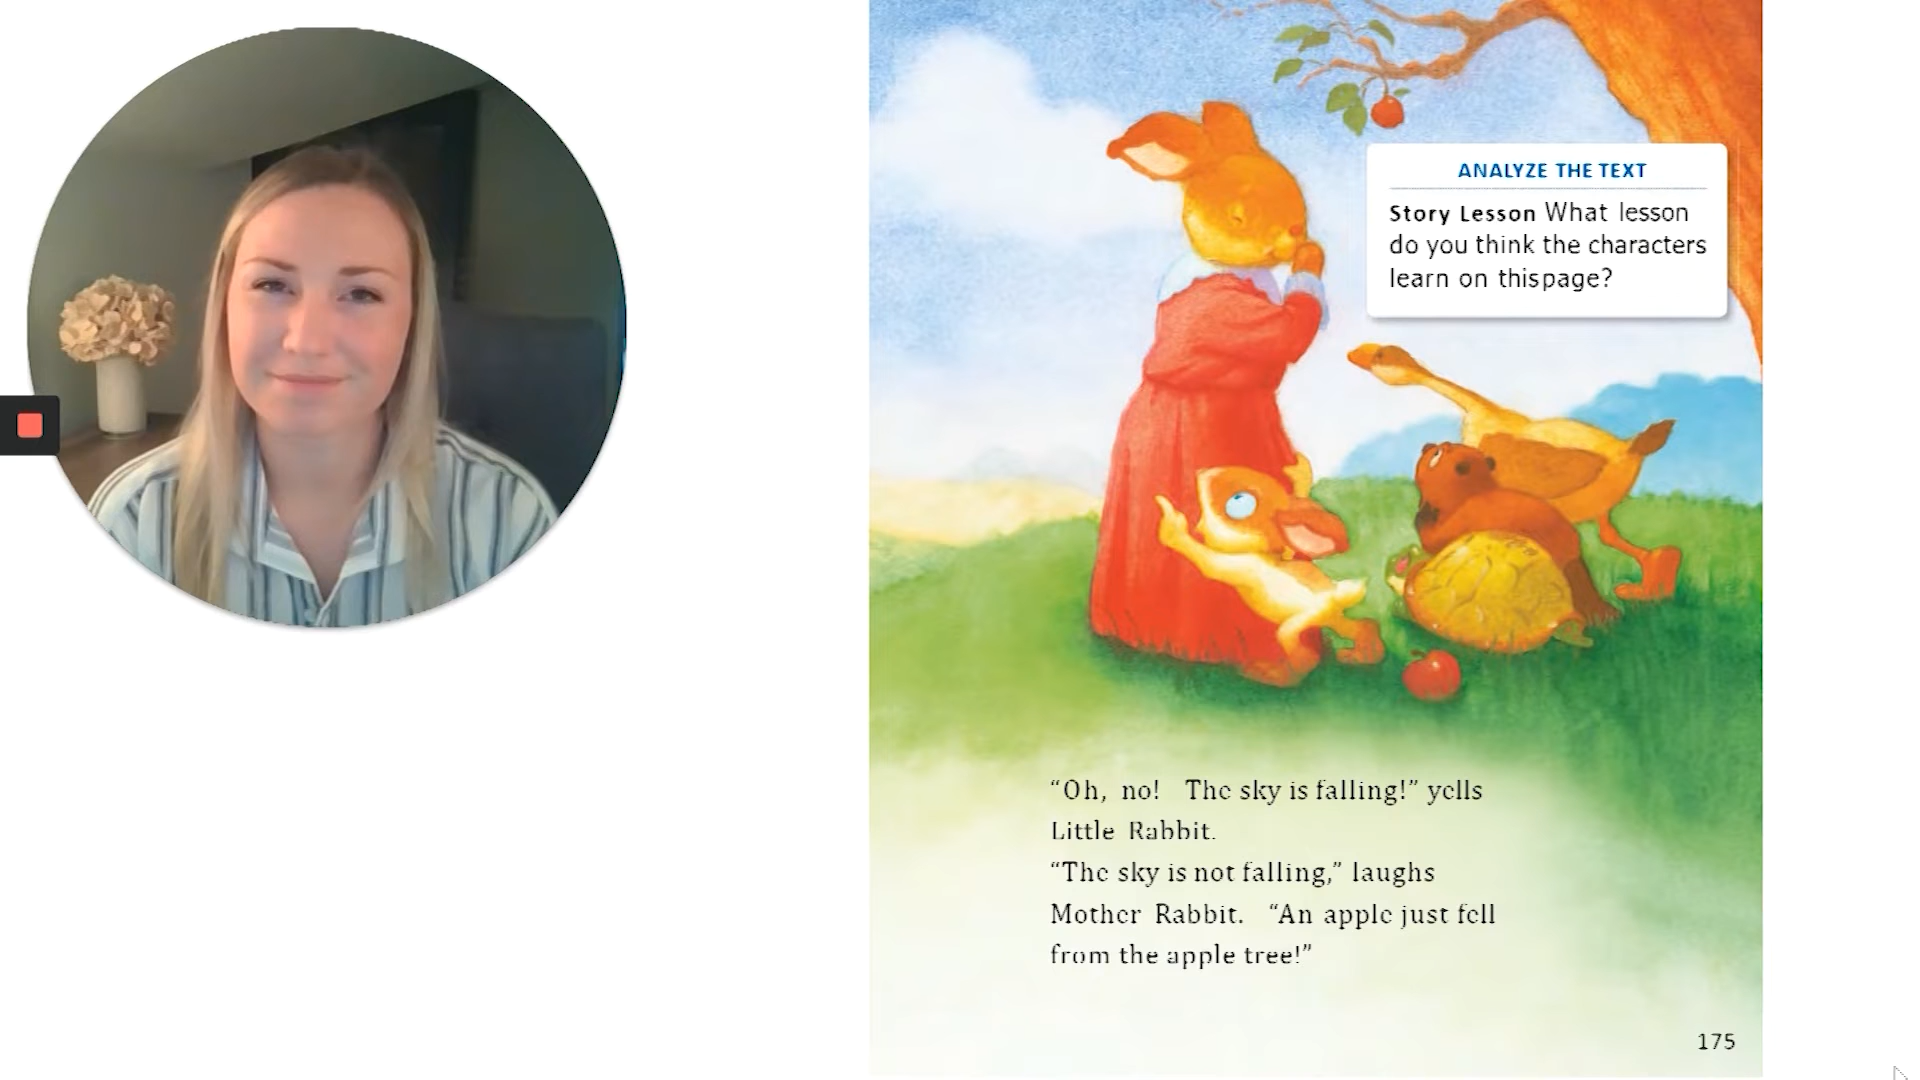 ANALYZE THE TEXT
Story Lesson What lesson
do you think the characters
learn on this page?
“Oh, no! The sky is falling!” yells
Little Rabbit.
“The sky is not falling,” laughs
Mother Rabbit. “An apple just fell
from the apple tree!”
175